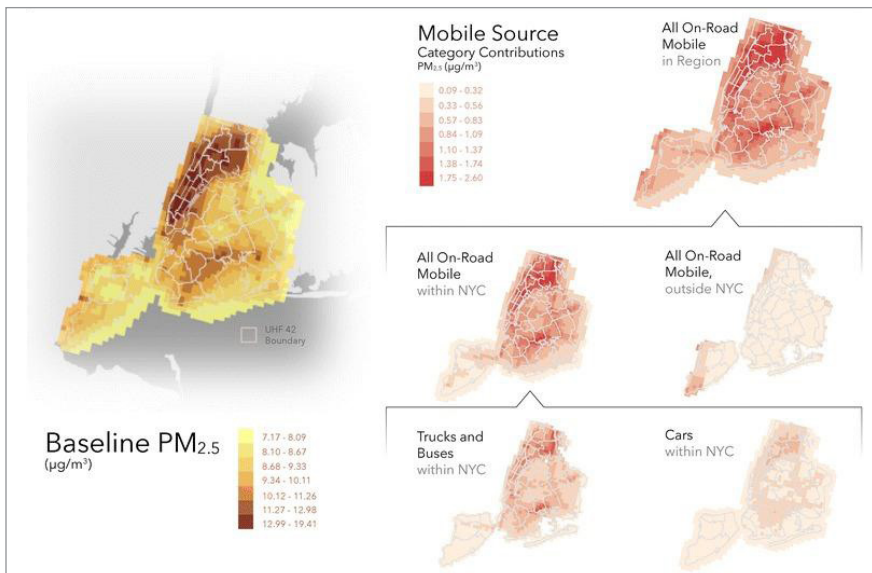 Mobile Source
Category Contributions
PM2.5 (µg/m³)
0.09 - 0.32
0.33 - 0.56
0.57 - 0.83
0.84 - 1.09
1.10 - 1.37
1.38 - 1.74
1.75 - 2.60
All On-Road
Mobile
in Region
UHF 42
Boundary
Baseline PM2.5
(µg/m³)
7.17 - 8.09
8.10 - 8.67
8.68 - 9.33
9.34 - 10.11
10.12 - 11.26
11.27 - 12.98
12.99 - 19.41
All On-Road
Mobile
within NYC
All On-Road
Mobile,
outside NYC
Trucks and
Buses
within NYC
Cars
within NYC